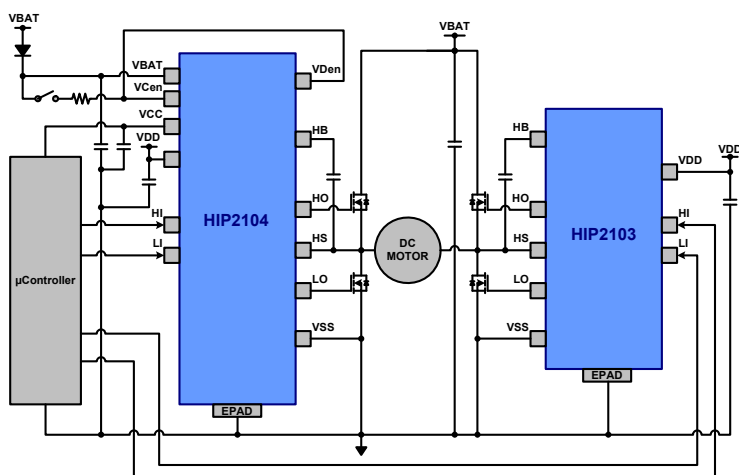 VBAT
VBAT
VCen
VCC
VDD
HI
LI
µController
HIP2104
EPAD
VDen
HB
HO
HS
LO
VSS
VBAT
DC
MOTOR
HB
HO
HS
LO
VSS
HIP2103
EPAD
VDD
HI
LI
VDD